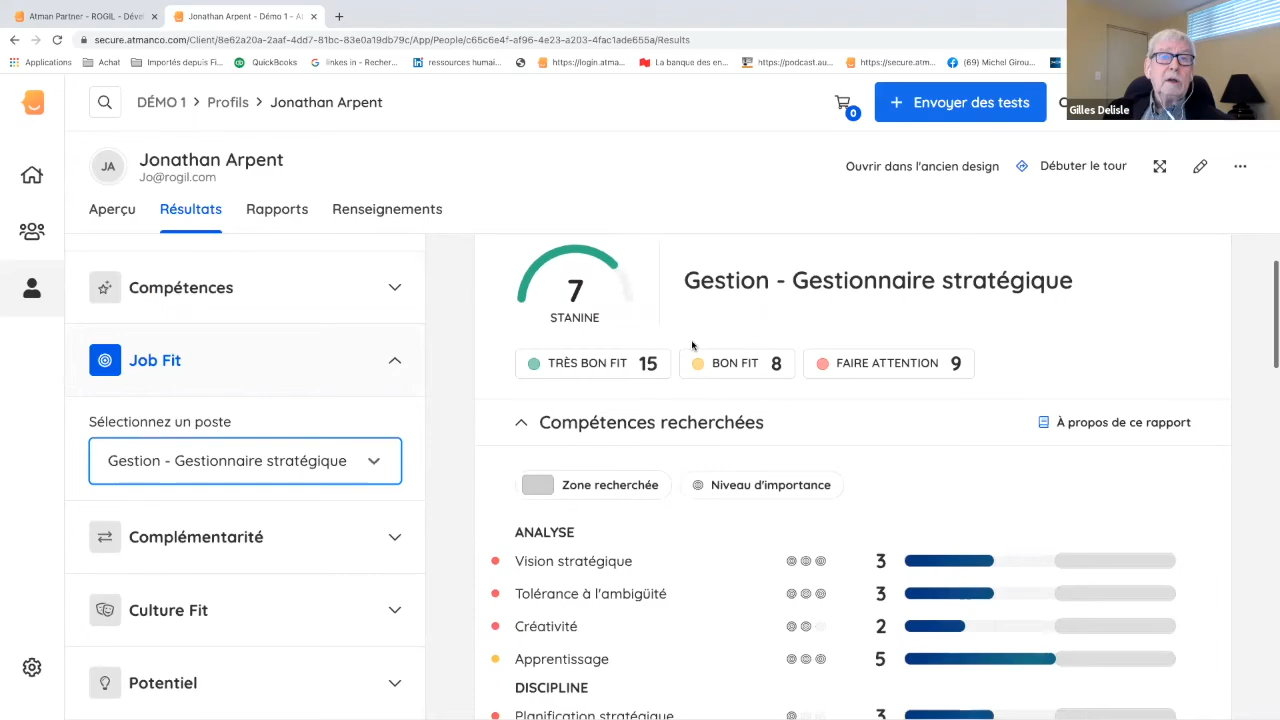 Atman Partner - ROGIL - Déve
Jonathan Arpent - Démo 1 - A
secure.atmanco.com/Client/8e62a20a-2aaf-4dd7-81bc-83e0a19db79c/App/People/c65c6e4f-af96-4e23-a203-4fac1ade655a/Results
Applications
Achat
Importés depuis Fi...
QuickBooks
linkes in - Recher...
ressources humai...
https://login.atma...
La banque des en...
https://podcast.au...
https://secure.atm...
(69) Michel Girou...
Gilles Delisle
DÉMO 1 > Profils > Jonathan Arpent
0
+ Envoyer des tests
JA
Jonathan Arpent
Jo@rogil.com
Ouvrir dans l'ancien design
Débuter le tour
Aperçu
Résultats
Rapports
Renseignements
Compétences
Job Fit
Sélectionnez un poste
Gestion - Gestionnaire stratégique
Complémentarité
Culture Fit
Potentiel
7
STANINE
Gestion - Gestionnaire stratégique
TRÈS BON FIT 15
BON FIT 8
FAIRE ATTENTION 9
Compétences recherchées
À propos de ce rapport
Zone recherchée
Niveau d'importance
ANALYSE
Vision stratégique 3
Tolérance à l'ambigüité 3
Créativité 2
Apprentissage 5
DISCIPLINE
Planification stratégique 3